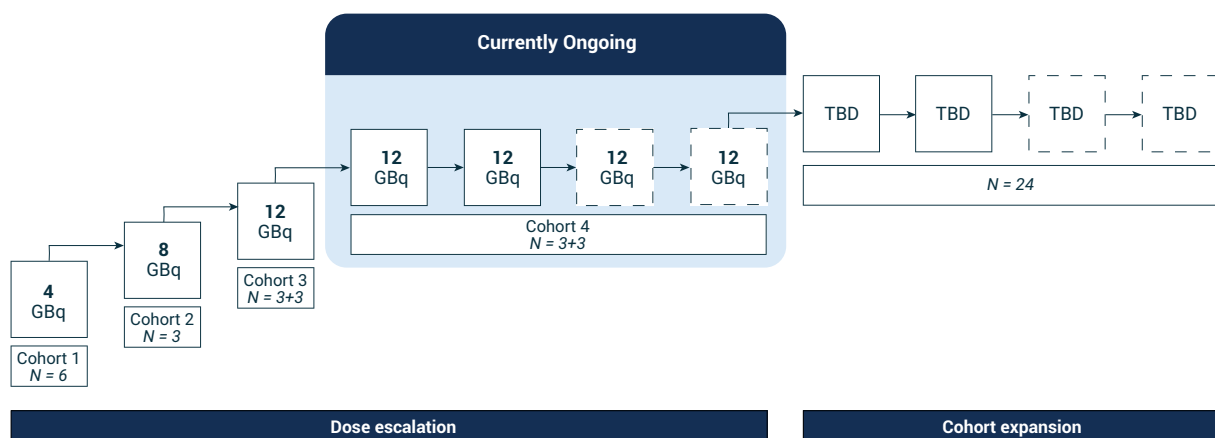 Currently Ongoing
4
GBq
Cohort 1
N = 6
8
GBq
Cohort 2
N = 3
12
GBq
Cohort 3
N = 3+3
12
GBq
12
GBq
12
GBq
12
GBq
Cohort 4
N = 3+3
TBD
TBD
TBD
TBD
N = 24
Dose escalation
Cohort expansion